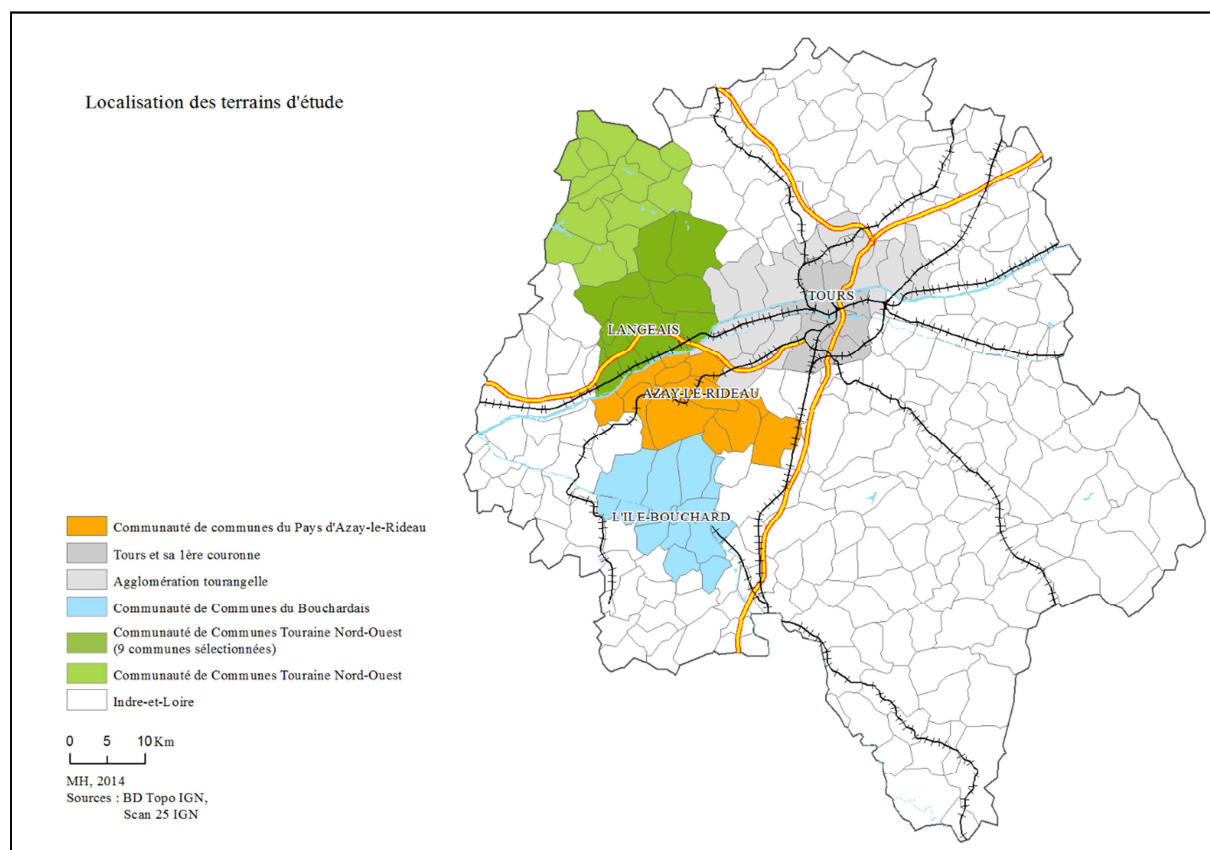 Localisation des terrains d'étude
TOURS
LANGEAIS
AZAY-LE-RIDEAU
L'ILE-BOUCHARD
Communauté de communes du Pays d'Azay-le-Rideau
Tours et sa 1ère couronne
Agglomération tourangelle
Communauté de Communes du Bouchardais
Communauté de Communes Touraine Nord-Ouest
(9 communes sélectionnées)
Communauté de Communes Touraine Nord-Ouest
Indre-et-Loire
0 5 10 Km
MH, 2014
Sources : BD Topo IGN,
Scan 25 IGN